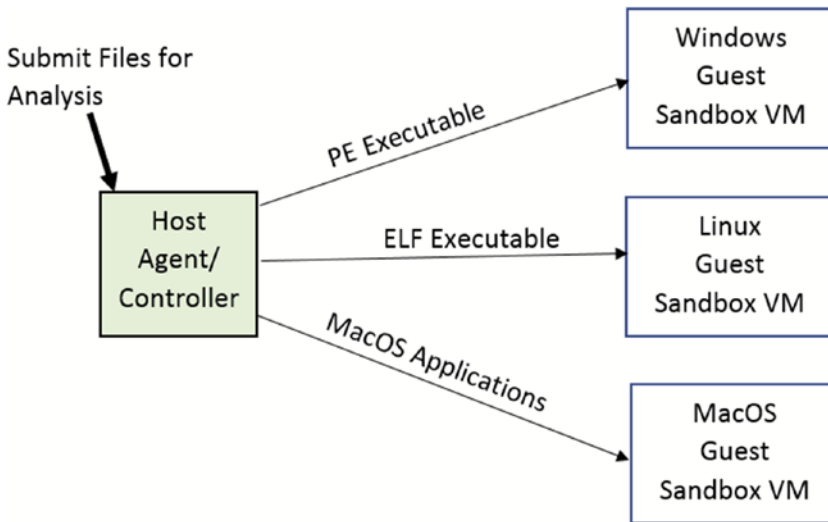 Submit Files for
Analysis
Host
Agent/
Controller
PE Executable
ELF Executable
MacOS Applications
Windows
Guest
Sandbox VM
Linux
Guest
Sandbox VM
MacOS
Guest
Sandbox VM